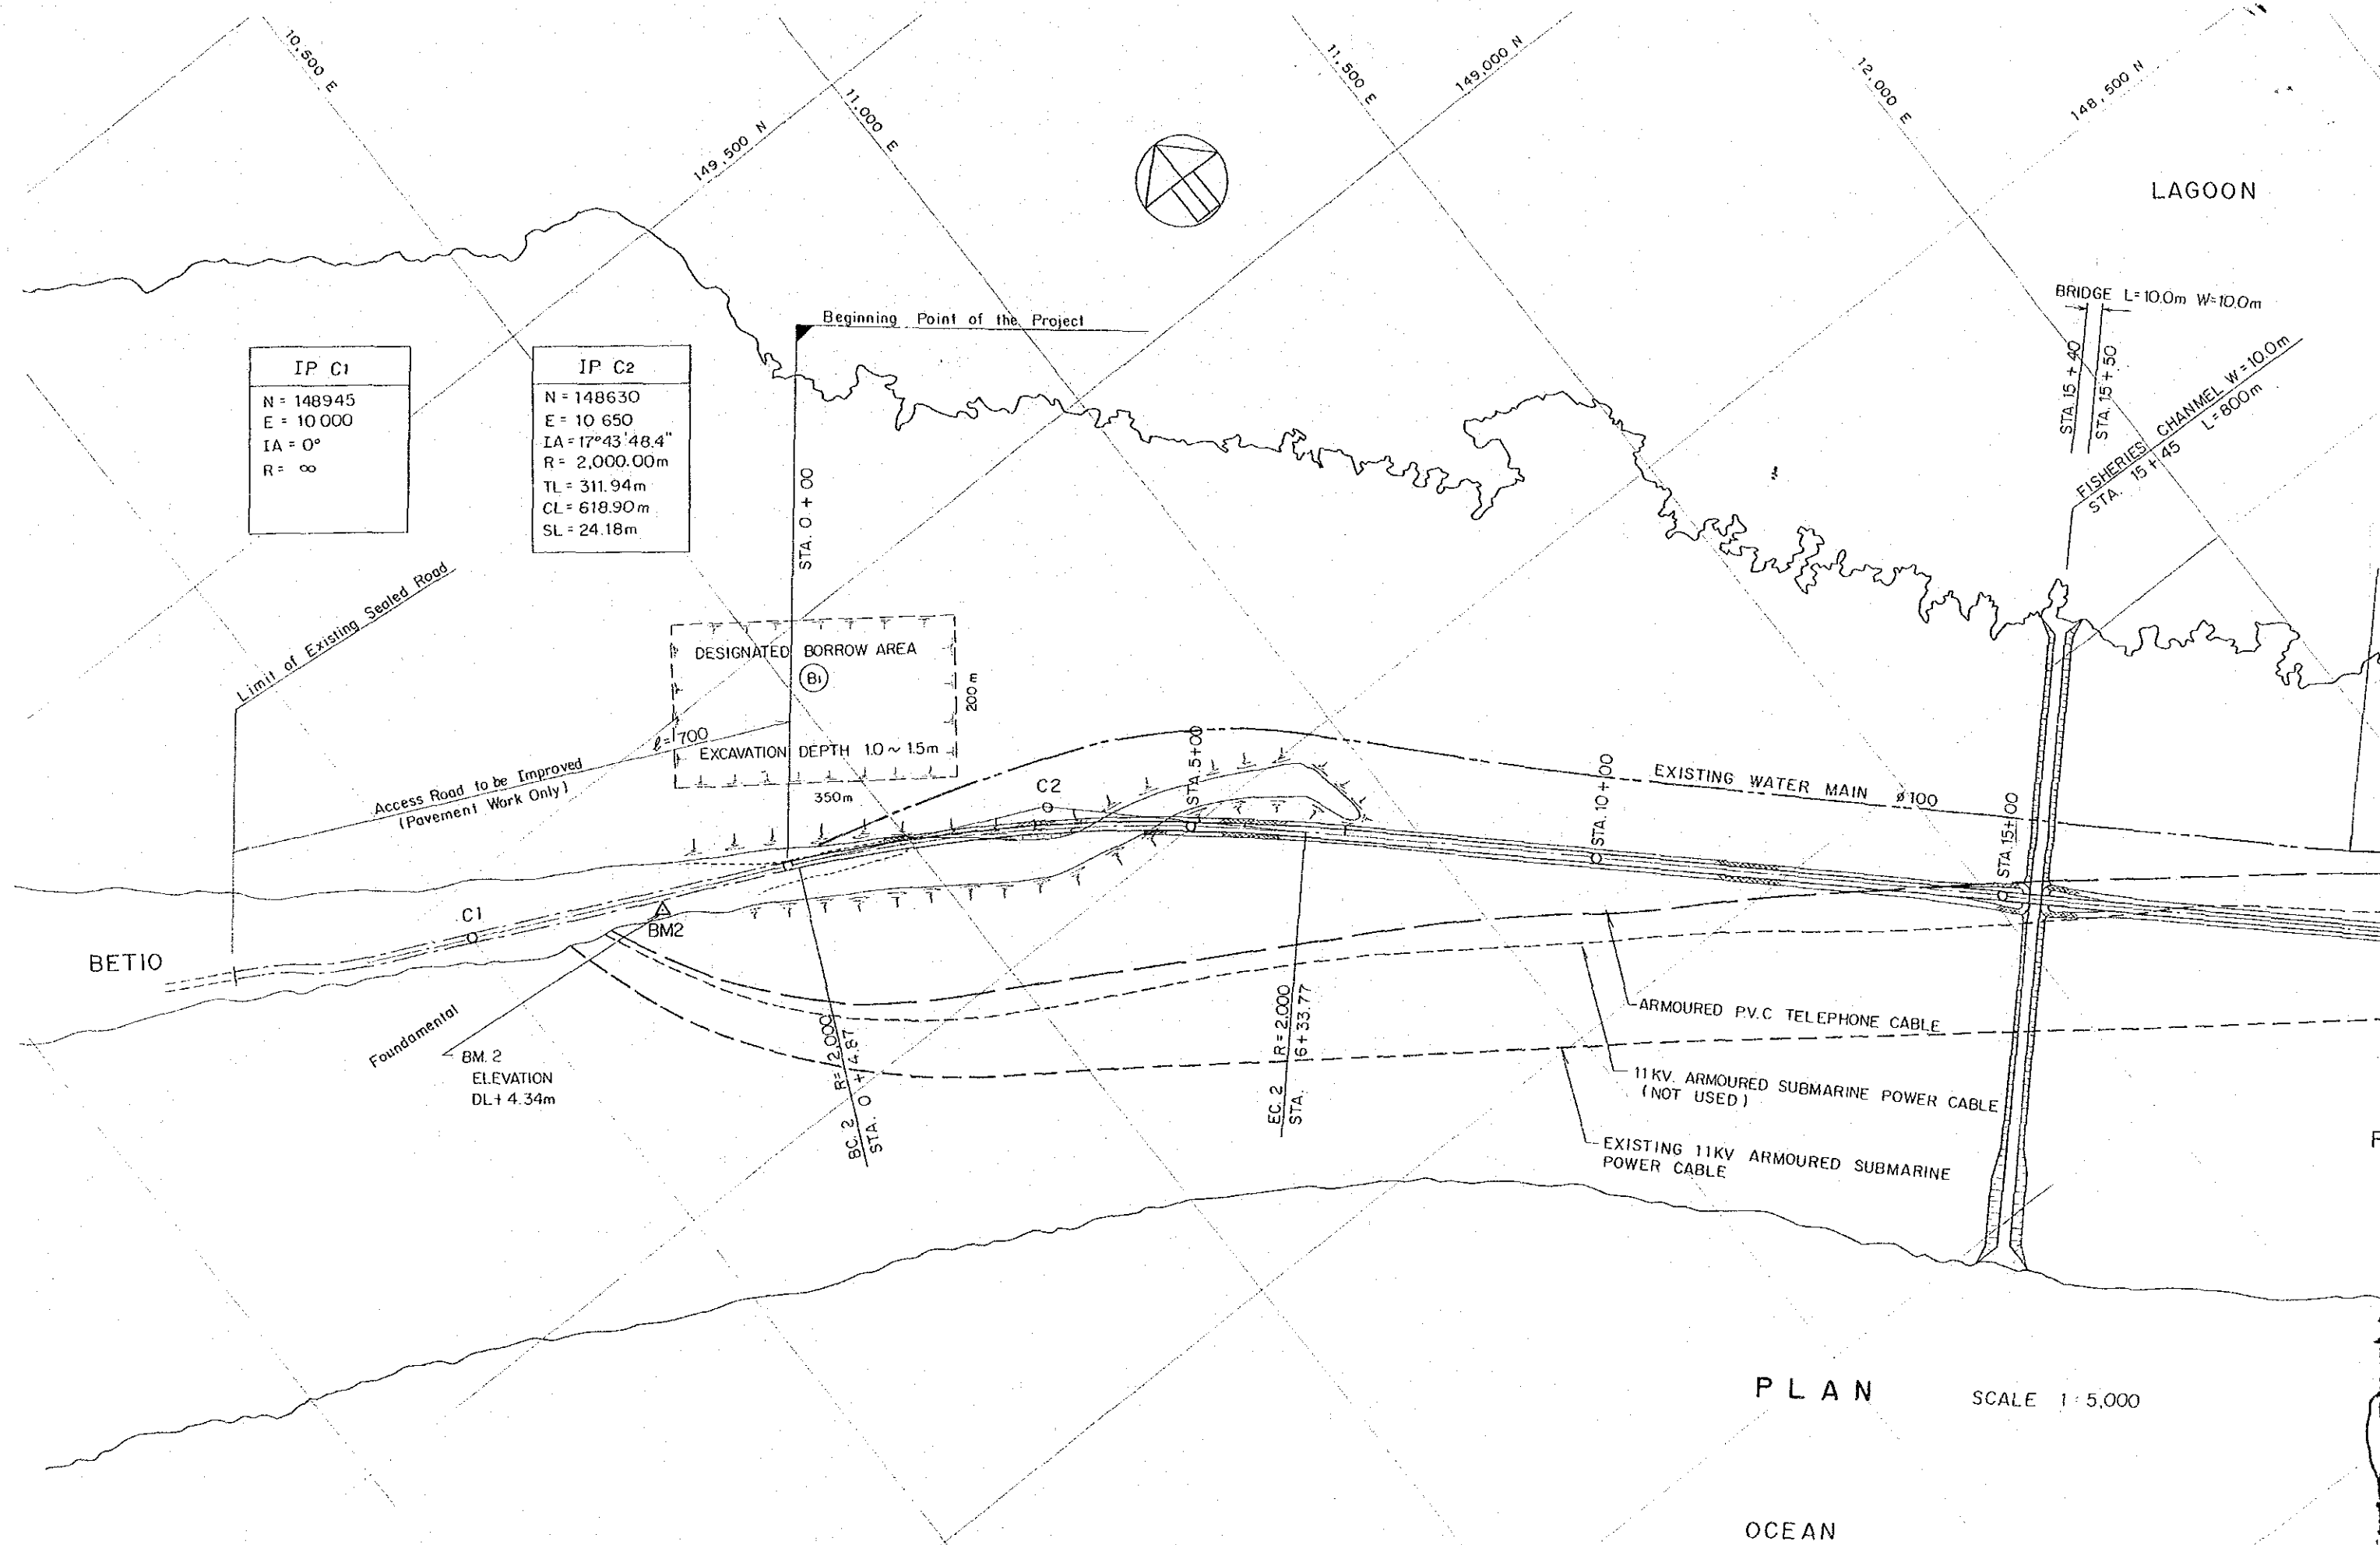 10,500 E
149,500 N
11,000 E
11,500 E
149,000 N
12,000 E
148,500 N
LAGOON
BRIDGE L=10.0m W=10.0m
STA. 15 + 40
STA. 15 + 50
FISHERIES CHANMEL W=10.0m
STA. 15 + 45 L=800m
Beginning Point of the Project
STA. 0 + 00
IP C1
N = 148945
E = 10 000
IA = 0°
R = ∞
IP C2
N = 148630
E = 10 650
IA = 17°43'48.4"
R = 2,000.00m
TL = 311.94m
CL = 618.90m
SL = 24.18m
Limit of Existing Sealed Road
DESIGNATED BORROW AREA
B1
200 m
EXCAVATION DEPTH 1.0 ~ 1.5m
350m
ℓ=1700
Access Road to be Improved
(Pavement Work Only)
C2
STA. 5+00
STA. 10+00
EXISTING WATER MAIN ø100
STA. 15+00
C1
BM2
BETIO
Foundamental
BM. 2
ELEVATION
DL+ 4.34m
BC. 2 R=2,000
STA. 0 + 14.87
EC. 2 R=2,000
STA. 6+33.77
ARMOURED P.V.C TELEPHONE CABLE
11KV. ARMOURED SUBMARINE POWER CABLE
(NOT USED)
EXISTING 11KV ARMOURED SUBMARINE
POWER CABLE
PLAN SCALE 1:5,000
OCEAN